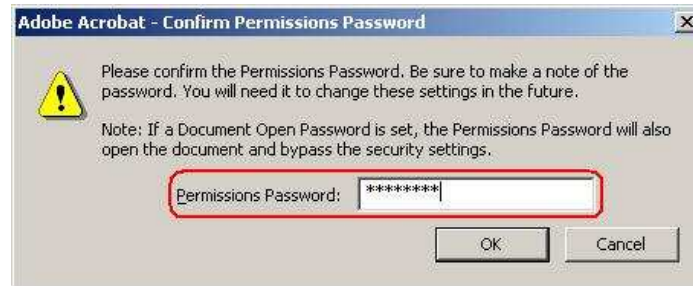 Adobe Acrobat - Confirm Permissions Password
Please confirm the Permissions Password. Be sure to make a note of the
password. You will need it to change these settings in the future.
Note: If a Document Open Password is set, the Permissions Password will also
open the document and bypass the security settings.
Permissions Password: ********
OK Cancel